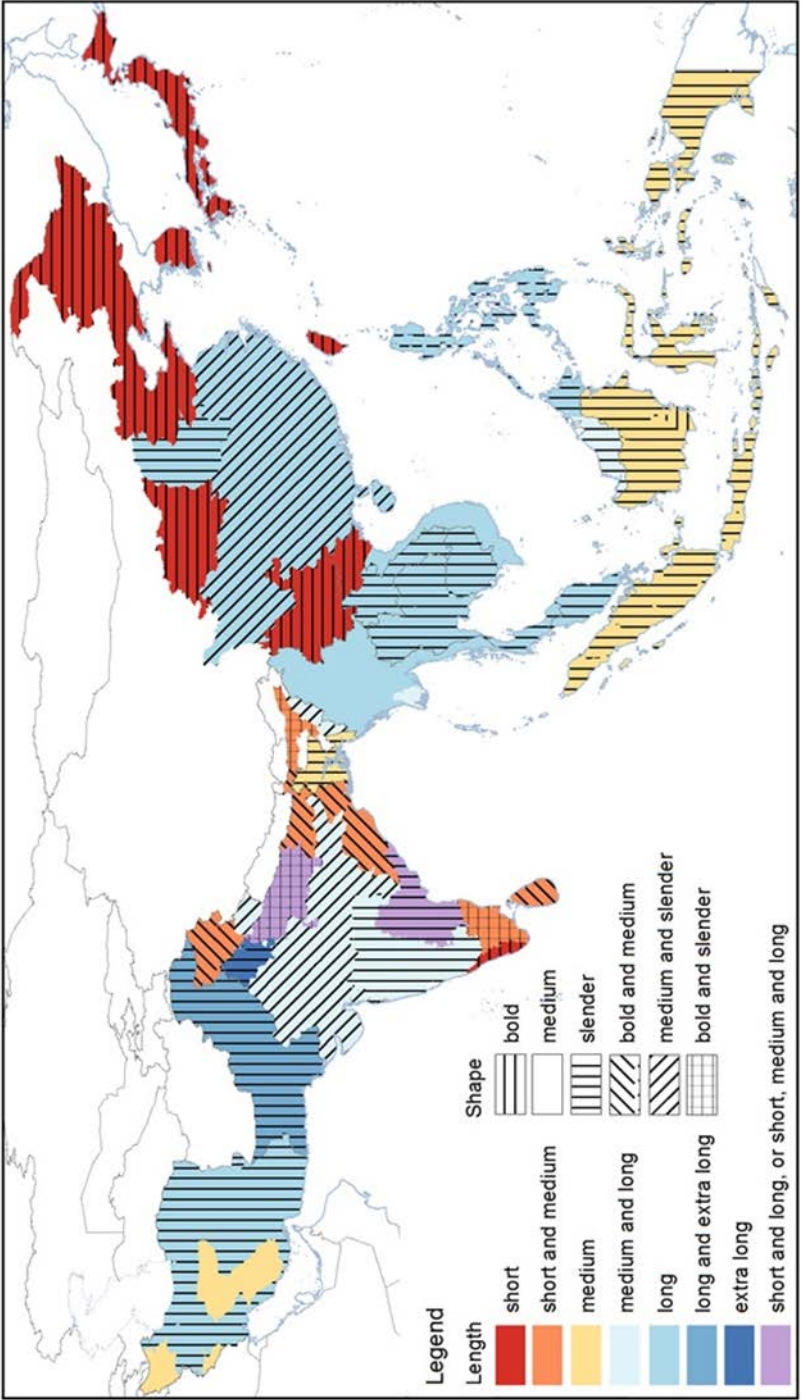 Legend
Length
short
short and medium
medium
medium and long
long
long and extra long
extra long
short and long, or short, medium and long
Shape
bold
medium
slender
bold and medium
medium and slender
bold and slender